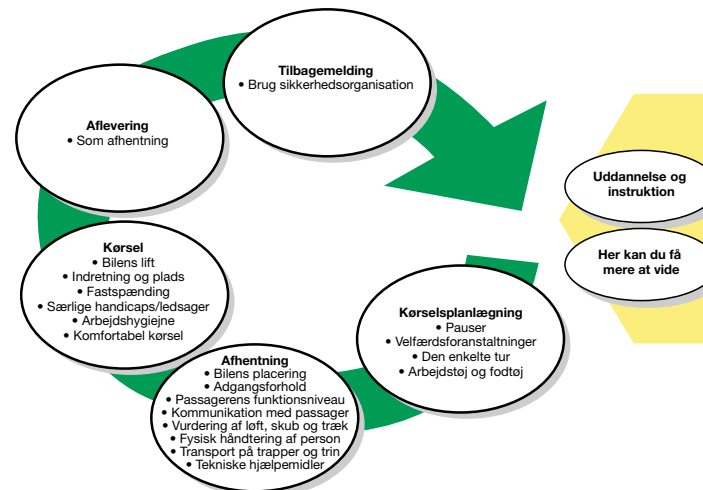 Tilbagemelding
• Brug sikkerhedsorganisation
Aflevering
• Som afhentning
Uddannelse og
instruktion
Kørsel
• Bilens lift
• Indretning og plads
• Fastspænding
• Særlige handicaps/ledsager
• Arbejdshygiejne
• Komfortabel kørsel
Her kan du få
mere at vide
Kørselsplanlægning
• Pauser
• Velfærdsforanstaltninger
• Den enkelte tur
• Arbejdstøj og fodtøj
Afhentning
• Bilens placering
• Adgangsforhold
• Passagerens funktionsniveau
• Kommunikation med passager
• Vurdering af løft, skub og træk
• Fysisk håndtering af person
• Transport på trapper og trin
• Tekniske hjælpemidler